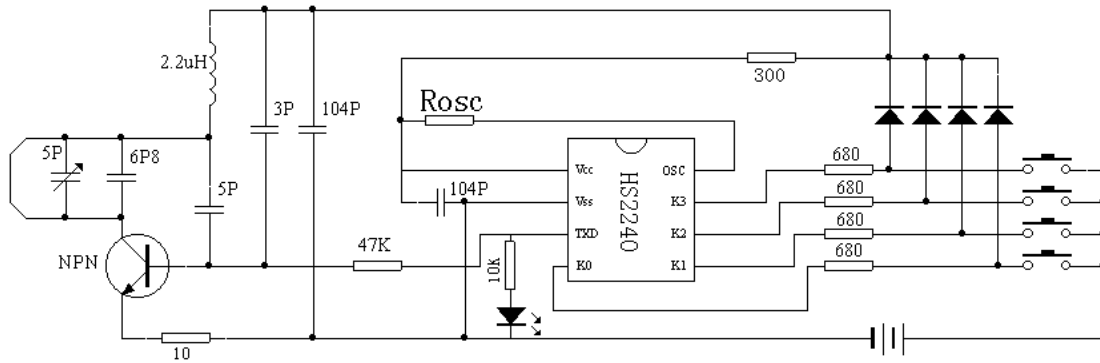 2.2uH
300
3P
104P
Rosc
5P
6P8
5P
104P
HS2240
Vcc
OSC
Vss
K3
TXD
K2
K0
K1
680
680
680
680
47K
10K
NPN
10